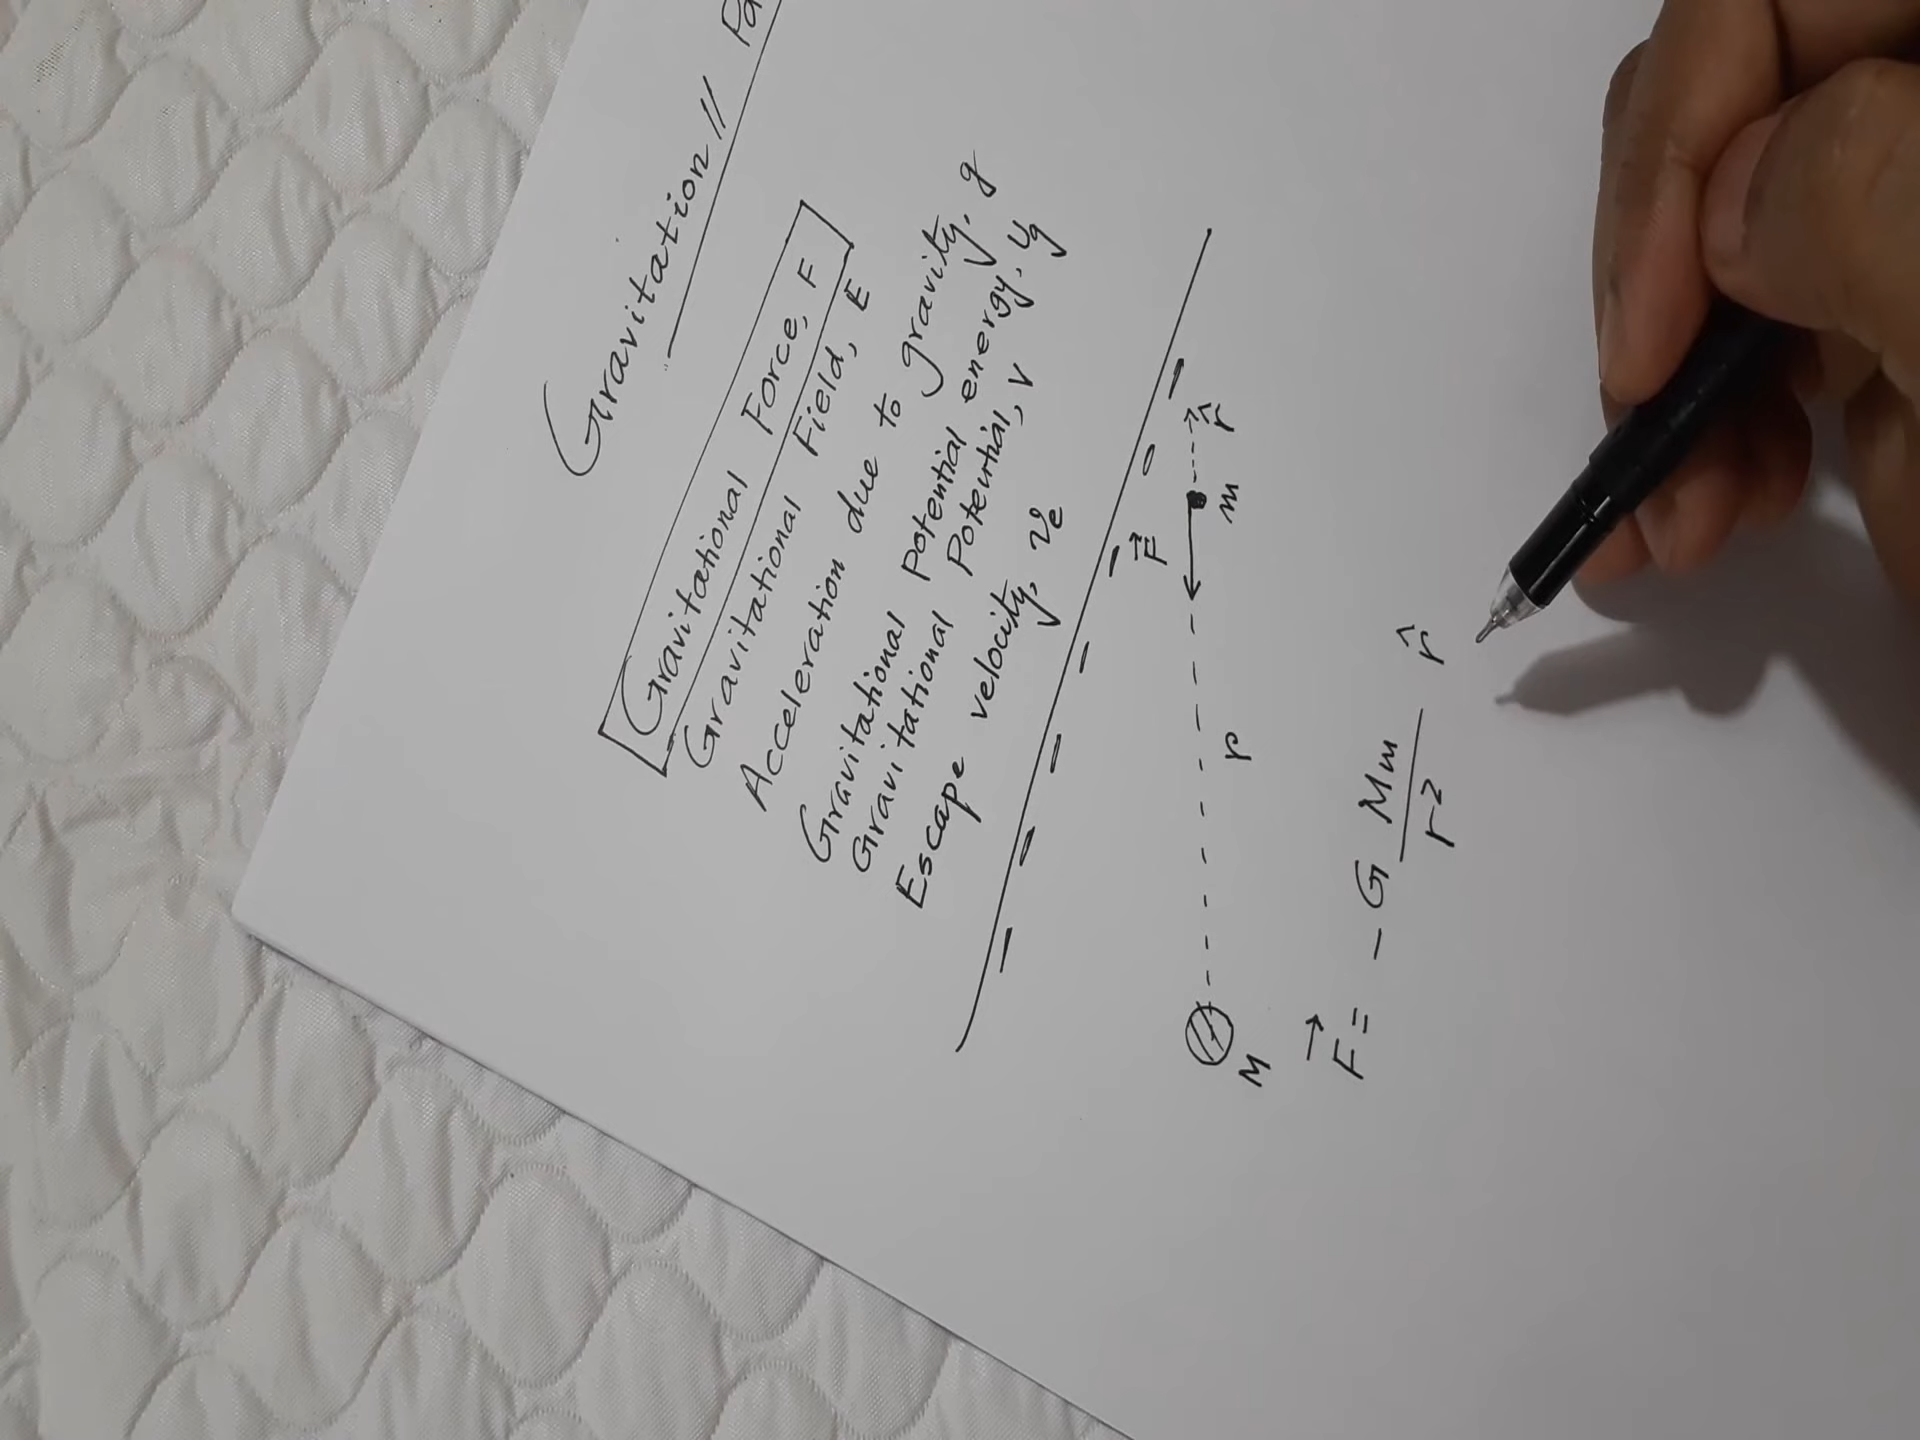 Gravitation //
Gravitational Force, F
Gravitational Field, E
Acceleration due to gravity, g
Gravitational potential energy, Ug
Gravitational Potential, V
Escape velocity, ve
F⃗
M r m r̂
F⃗ = - G Mm/r² r̂